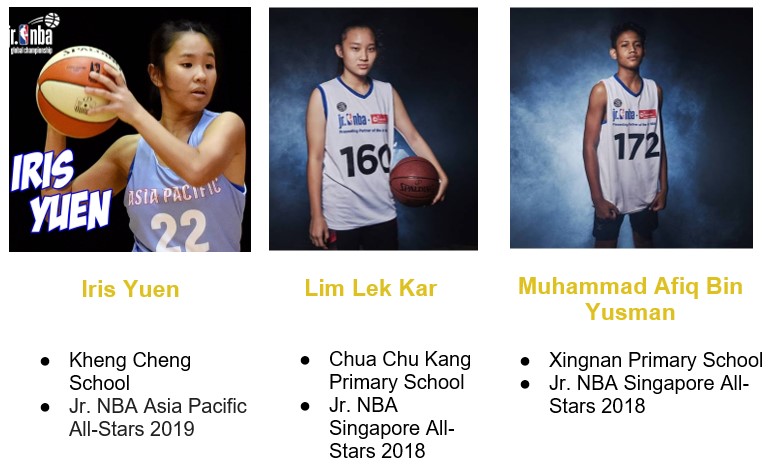 jr. nba
global championship
SPALDING
IRIS
YUEN
ASIA PACIFIC
22
jr. nba
160
SPALDING
jr. nba
172
Iris Yuen
Lim Lek Kar
Muhammad Afiq Bin
Yusman
● Kheng Cheng
School
● Jr. NBA Asia Pacific
All-Stars 2019
● Chua Chu Kang
Primary School
● Jr. NBA
Singapore All-
Stars 2018
● Xingnan Primary School
● Jr. NBA Singapore All-
Stars 2018